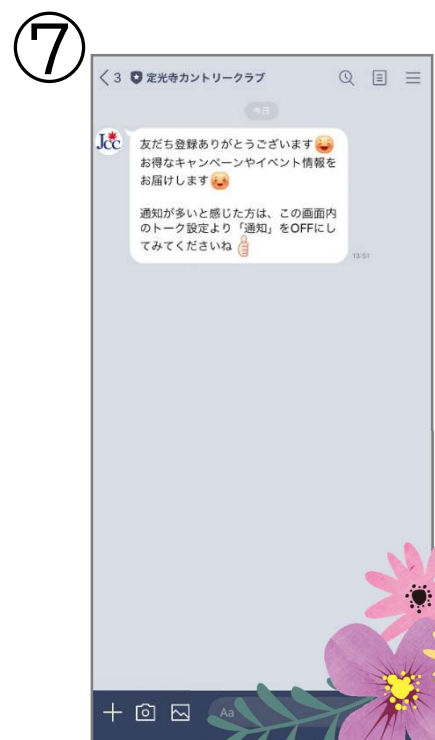 ⑦
3 定光寺カントリークラブ
今日
Jcc
友だち登録ありがとうございます
お得なキャンペーンやイベント情報を
お届けします
通知が多いと感じた方は、この画面内
のトーク設定より「通知」をOFFにし
てみてくださいね
13:51
Aa